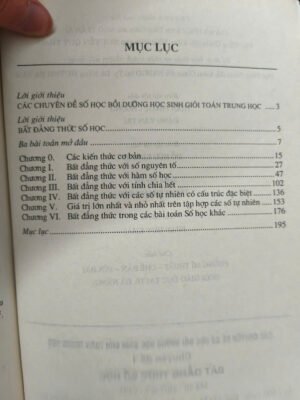 MỤC LỤC
Lời giới thiệu
CÁC CHUYÊN ĐỀ SỐ HỌC BỒI DƯỠNG HỌC SINH GIỎI TOÁN TRUNG HỌC ....3
Lời giới thiệu
BẤT ĐẲNG THỨC SỐ HỌC 5
Ba bài toán mở đầu 7
Chương 0. Các kiến thức cơ bản 15
Chương I. Bất đẳng thức với số nguyên tố 27
Chương II. Bất đẳng thức với hàm số học 47
Chương III. Bất đẳng thức với tính chia hết 102
Chương IV. Bất đẳng thức với các số tự nhiên có cấu trúc đặc biệt 136
Chương V. Giá trị lớn nhất và nhỏ nhất trên tập hợp các số tự nhiên 153
Chương VI. Bất đẳng thức trong các bài toán Số học khác 176
Mục lục 195